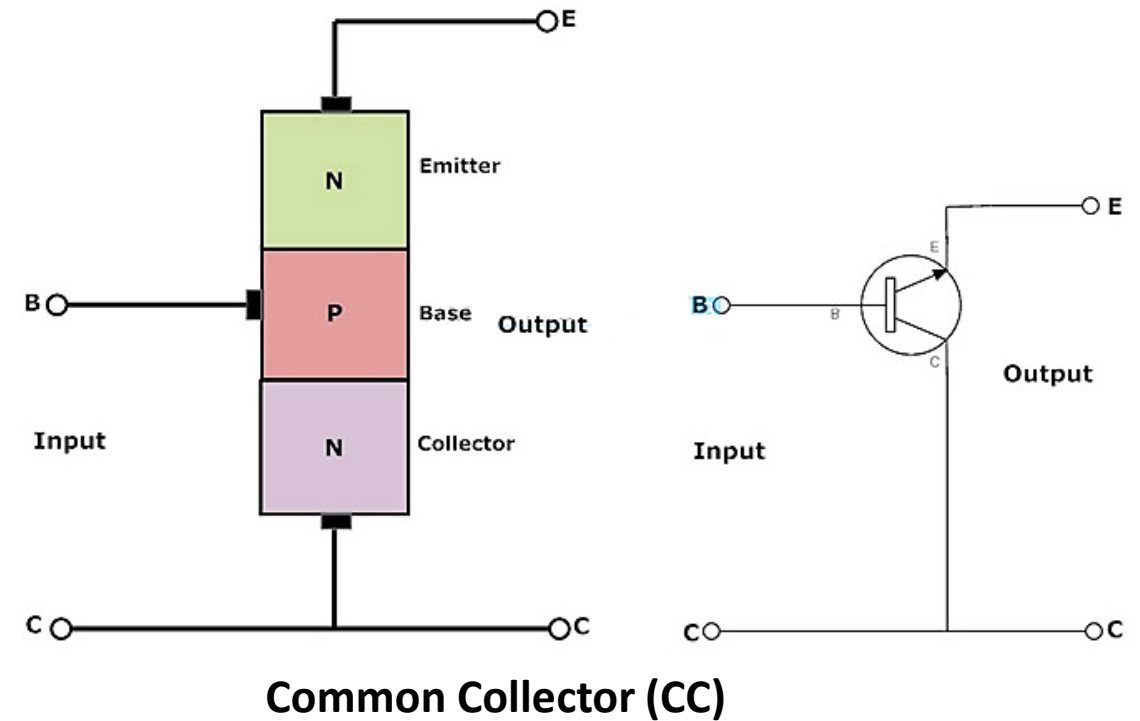 E
N
Emitter
B
P
Base
Output
Input
N
Collector
C
C
E
E
B
B
C
Output
Input
C
C
Common Collector (CC)